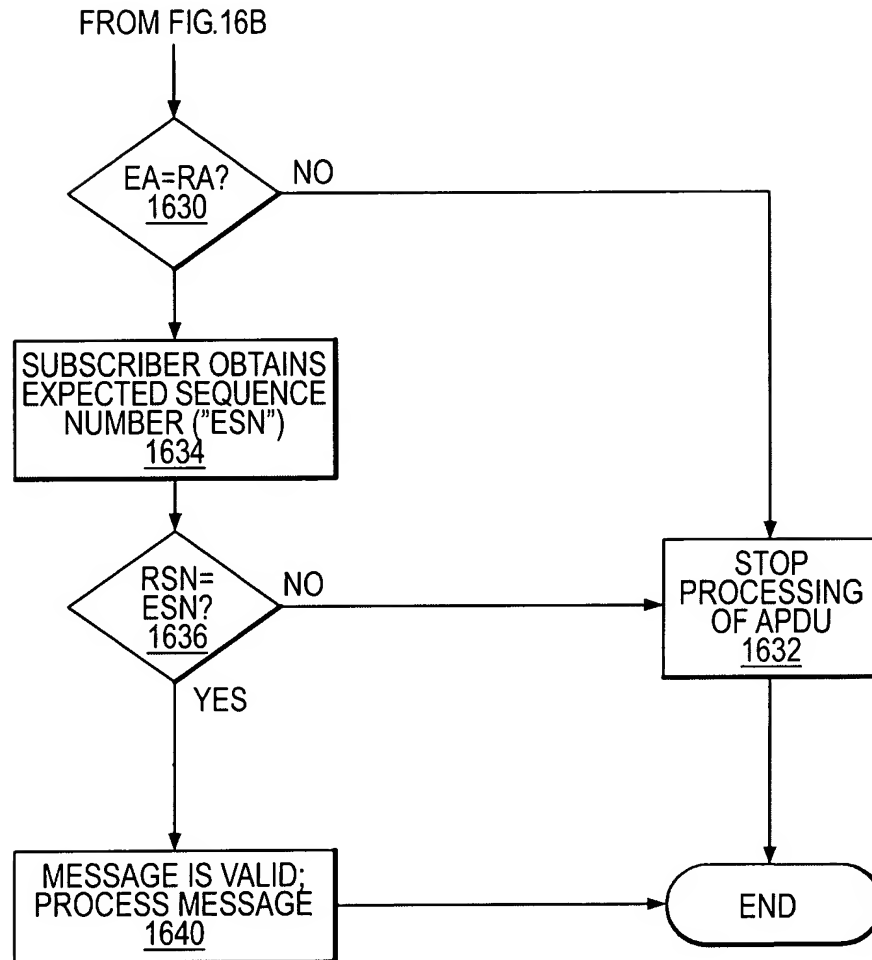 FROM FIG.16B
EA=RA?
1630
NO
SUBSCRIBER OBTAINS
EXPECTED SEQUENCE
NUMBER ("ESN")
1634
RSN=
ESN?
1636
NO
YES
STOP
PROCESSING
OF APDU
1632
MESSAGE IS VALID;
PROCESS MESSAGE
1640
END